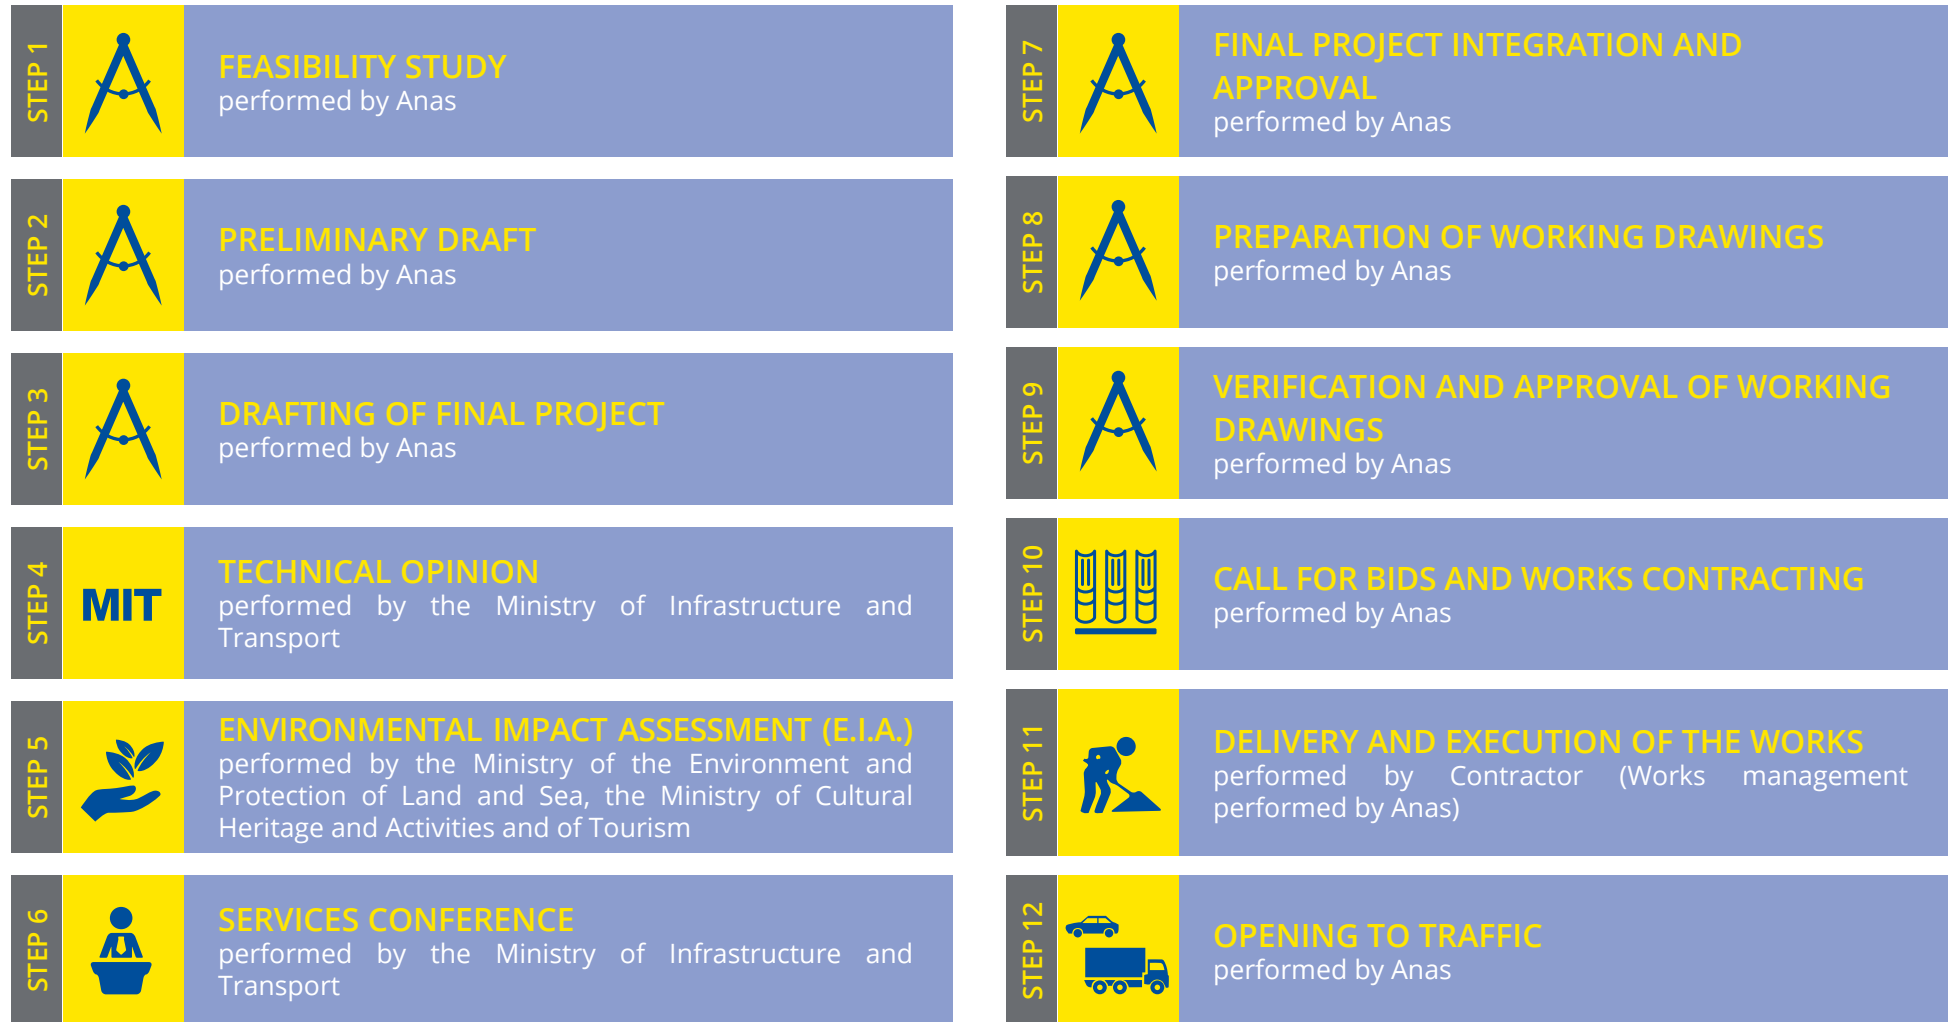 STEP 1
FEASIBILITY STUDY
performed by Anas
STEP 2
PRELIMINARY DRAFT
performed by Anas
STEP 3
DRAFTING OF FINAL PROJECT
performed by Anas
STEP 4
MIT
TECHNICAL OPINION
performed by the Ministry of Infrastructure and
Transport
STEP 5
ENVIRONMENTAL IMPACT ASSESSMENT (E.I.A.)
performed by the Ministry of the Environment and
Protection of Land and Sea, the Ministry of Cultural
Heritage and Activities and of Tourism
STEP 6
SERVICES CONFERENCE
performed by the Ministry of Infrastructure and
Transport
STEP 7
FINAL PROJECT INTEGRATION AND
APPROVAL
performed by Anas
STEP 8
PREPARATION OF WORKING DRAWINGS
performed by Anas
STEP 9
VERIFICATION AND APPROVAL OF WORKING
DRAWINGS
performed by Anas
STEP 10
CALL FOR BIDS AND WORKS CONTRACTING
performed by Anas
STEP 11
DELIVERY AND EXECUTION OF THE WORKS
performed by Contractor (Works management
performed by Anas)
STEP 12
OPENING TO TRAFFIC
performed by Anas